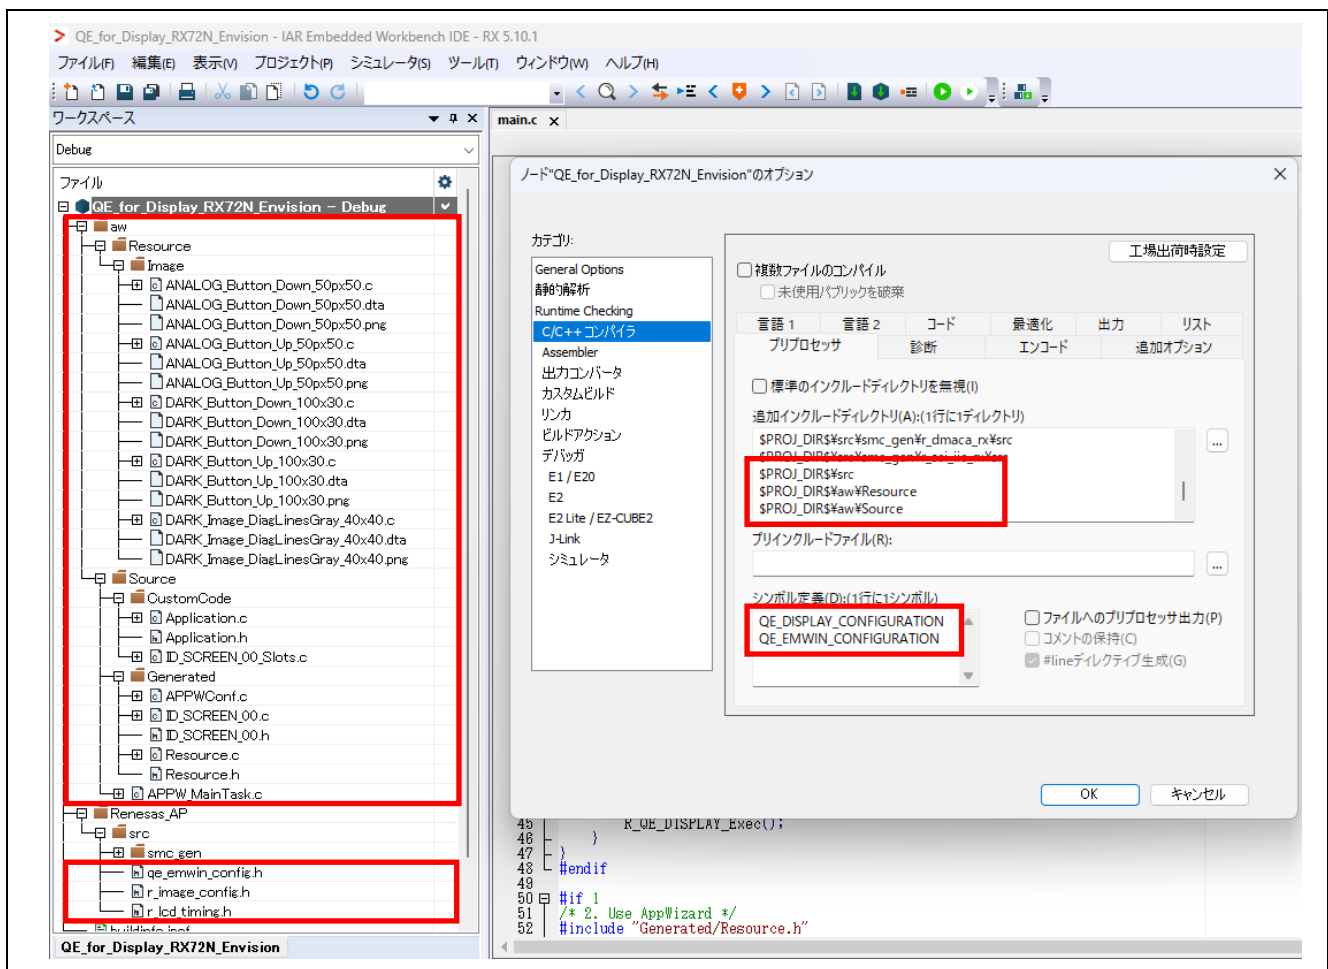 QE_for_Display_RX72N_Envision - IAR Embedded Workbench IDE - RX 5.10.1
ファイル(F) 編集(E) 表示(V) プロジェクト(P) シミュレータ(S) ツール(T) ウィンドウ(W) ヘルプ(H)
ワークスペース
Debug
ファイル
QE_for_Display_RX72N_Envision - Debug
aw
Resource
Image
ANALOG_Button_Down_50px50.c
ANALOG_Button_Down_50px50.dta
ANALOG_Button_Down_50px50.png
ANALOG_Button_Up_50px50.c
ANALOG_Button_Up_50px50.dta
ANALOG_Button_Up_50px50.png
DARK_Button_Down_100x30.c
DARK_Button_Down_100x30.dta
DARK_Button_Down_100x30.png
DARK_Button_Up_100x30.c
DARK_Button_Up_100x30.dta
DARK_Button_Up_100x30.png
DARK_Image_DiagLinesGray_40x40.c
DARK_Image_DiagLinesGray_40x40.dta
DARK_Image_DiagLinesGray_40x40.png
Source
CustomCode
Application.c
Application.h
ID_SCREEN_00_Slots.c
Generated
APPWConf.c
ID_SCREEN_00.c
ID_SCREEN_00.h
Resource.c
Resource.h
APPW_MainTask.c
Renesas_AP
src
smc_gen
qe_emwin_config.h
r_image_config.h
r_lcd_timing.h
buildinfo.ipcf
QE_for_Display_RX72N_Envision
main.c
ノード"QE_for_Display_RX72N_Envision"のオプション
カテゴリ:
General Options
静的解析
Runtime Checking
C/C++ コンパイラ
Assembler
出力コンバータ
カスタムビルド
リンカ
ビルドアクション
デバッガ
E1 / E20
E2
E2 Lite / EZ-CUBE2
J-Link
シミュレータ
工場出荷時設定
複数ファイルのコンパイル
未使用パブリックを破棄
言語 1 言語 2 コード 最適化 出力 リスト
プリプロセッサ 診断 エンコード 追加オプション
標準のインクルードディレクトリを無視(I)
追加インクルードディレクトリ(A):(1行に1ディレクトリ)
$PROJ_DIR$¥src¥smc_gen¥r_dmaca_rx¥src
$PROJ_DIR$¥src¥smc_gen¥r_sci_iic_rx¥src
$PROJ_DIR$¥src
$PROJ_DIR$¥aw¥Resource
$PROJ_DIR$¥aw¥Source
...
プリインクルードファイル(R):
...
シンボル定義(D):(1行に1シンボル)
QE_DISPLAY_CONFIGURATION
QE_EMWIN_CONFIGURATION
ファイルへのプリプロセッサ出力(P)
コメントの保持(C)
#lineディレクティブ生成(G)
OK キャンセル
45 R_QE_DISPLAY_Exec();
46 }
47 }
48 #endif
49
50 #if 1
51 /* 2. Use AppWizard */
52 #include "Generated/Resource.h"